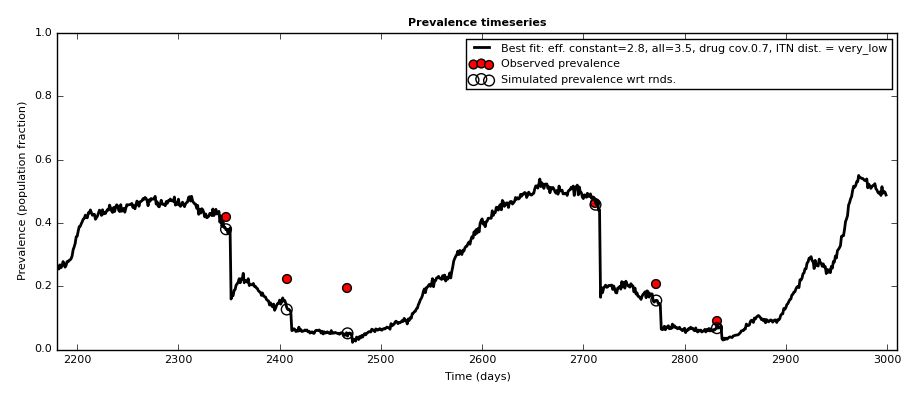 Prevalence timeseries
Best fit: eff. constant=2.8, all=3.5, drug cov.0.7, ITN dist. = very_low
Observed prevalence
Simulated prevalence wrt rnds.
Prevalence (population fraction)
1.0
0.8
0.6
0.4
0.2
0.0
2200 2300 2400 2500 2600 2700 2800 2900 3000
Time (days)